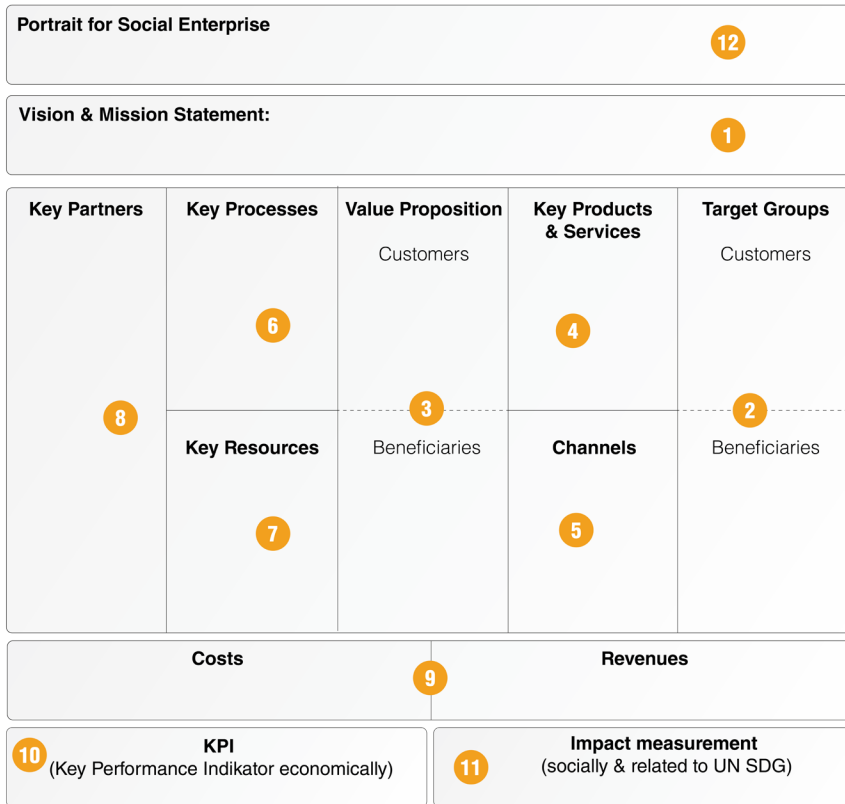 Portrait for Social Enterprise
12
Vision & Mission Statement:
1
Key Partners
8
Key Processes
6
Key Resources
7
Value Proposition
Customers
3
Beneficiaries
Key Products
& Services
4
Channels
5
Target Groups
Customers
2
Beneficiaries
Costs
9
Revenues
10
KPI
(Key Performance Indikator economically)
11
Impact measurement
(socially & related to UN SDG)